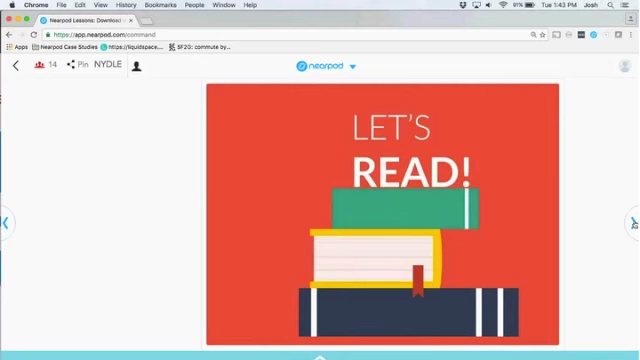 Chrome File Edit View History Bookmarks People Window Help
91% Tue 1:43 PM Josh
Nearpod Lessons: Download
https://app.nearpod.com/command
Apps Nearpod Case Studies https://liquidspace. SF20: commute by...
14 Pin NYDLE
nearpod
LET'S
READ!